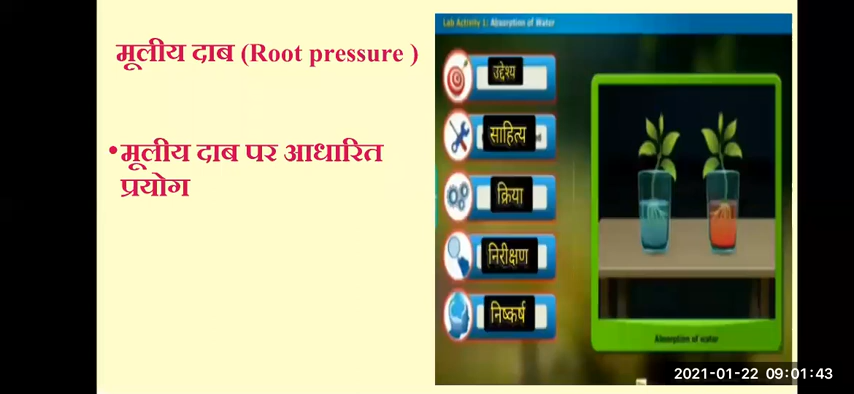 मूलीय दाब (Root pressure )
•मूलीय दाब पर आधारित
प्रयोग
Lab Activity 1: Absorption of Water
उद्देश्य
साहित्य
क्रिया
निरीक्षण
निष्कर्ष
Absorption of water
2021-01-22 09:01:43